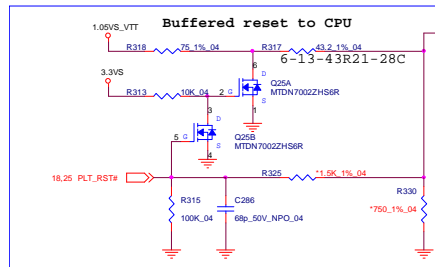 Buffered reset to CPU
1.05VS_VTT
R318 75_1%_04 R317 43.2_1%_04
6-13-43R21-28C
6
3.3VS
D
Q25A
R313 10K_04 2 G
MTDN7002ZHS6R
S
3
1
D
Q25B
5 G
MTDN7002ZHS6R
S
4
18,25 PLT_RST#
R325 *1.5K_1%_04
R315
C286
R330
100K_04
68p_50V_NPO_04
*750_1%_04